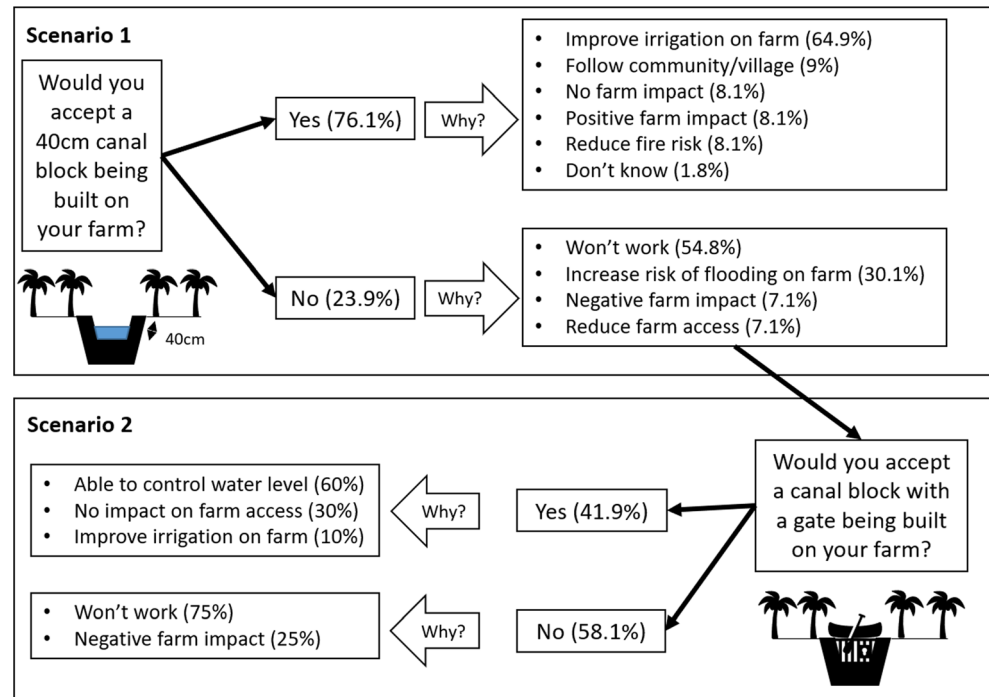 Scenario 1
Would you
accept a
40cm canal
block being
built on
your farm?
40cm
Yes (76.1%)
Why?
• Improve irrigation on farm (64.9%)
• Follow community/village (9%)
• No farm impact (8.1%)
• Positive farm impact (8.1%)
• Reduce fire risk (8.1%)
• Don’t know (1.8%)
No (23.9%)
Why?
• Won’t work (54.8%)
• Increase risk of flooding on farm (30.1%)
• Negative farm impact (7.1%)
• Reduce farm access (7.1%)
Scenario 2
Would you accept
a canal block with
a gate being built
on your farm?
Yes (41.9%)
Why?
• Able to control water level (60%)
• No impact on farm access (30%)
• Improve irrigation on farm (10%)
No (58.1%)
Why?
• Won’t work (75%)
• Negative farm impact (25%)